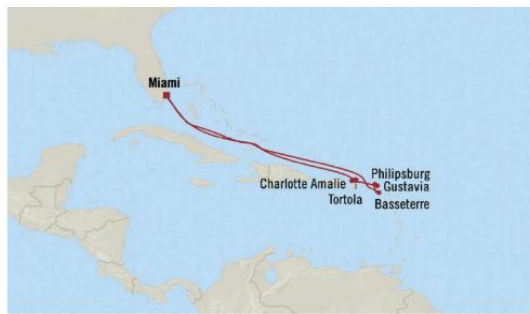 Miami
Philipsburg
Charlotte Amalie
Gustavia
Tortola
Basseterre